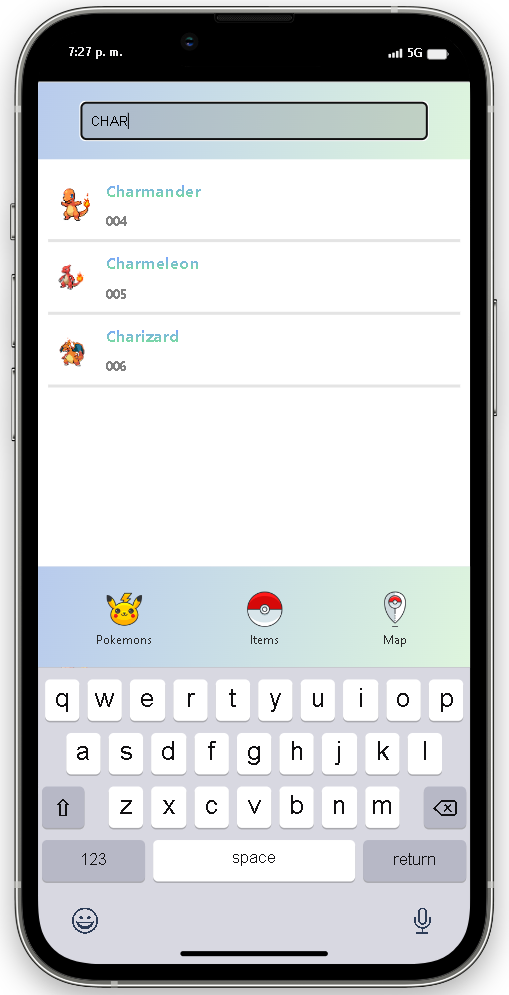 7:27 p. m. 5G
CHAR
Charmander
004
Charmeleon
005
Charizard
006
Pokemons Items Map
q w e r t y u i o p
a s d f g h j k l
z x c v b n m
123 space return